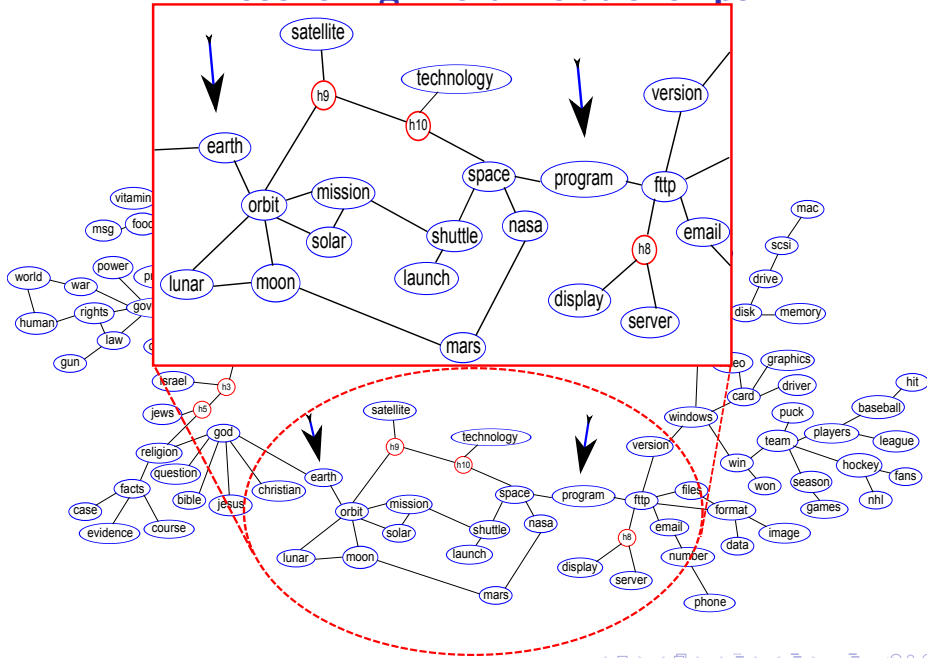 satellite
technology
h9
h10
version
earth
space
program
fttp
mission
orbit
solar
shuttle
nasa
email
h8
launch
lunar
moon
display
server
mars
vitamin
msg
mac
scsi
drive
disk
memory
world
war
power
human
rights
law
gun
israel
h3
jews
h5
religion
god
question
bible
jesus
christian
facts
case
evidence
course
earth
satellite
h9
technology
h10
orbit
mission
solar
lunar
moon
space
shuttle
launch
nasa
mars
program
fttp
version
files
format
email
h8
display
server
number
phone
data
image
windows
card
graphics
driver
win
won
team
puck
players
baseball
hit
league
hockey
fans
nhl
season
games